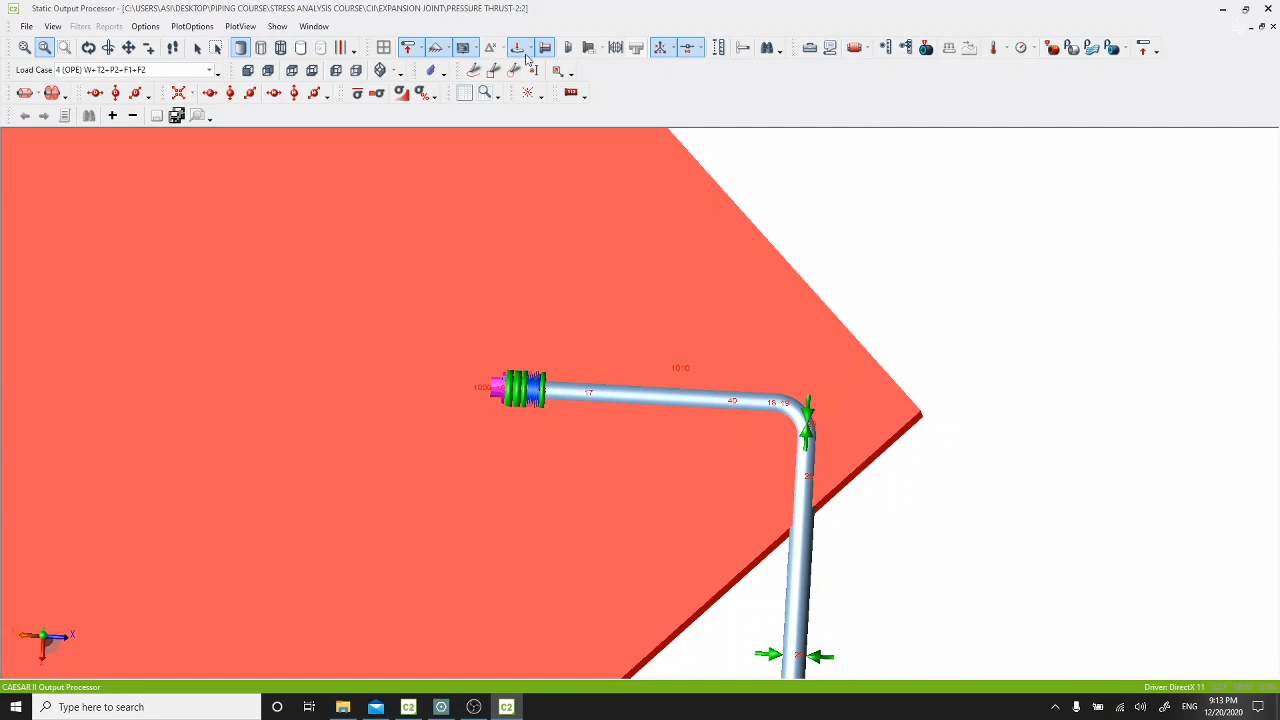 Static Output Processor - [C:\USERS\ASI\DESKTOP\PIPING COURSE\STRESS ANALYSIS COURSE\CII\EXPANSION JOINT\PRESSURE THRUST-2.2]
File View Filters Reports Options PlotOptions PlotView Show Window
Load Case 4 (OPE) W+T2+P2+F1+F2
1010
1000
17
40
18 19
X
CAESAR II Output Processor
Driver: DirectX 11
Type here to search
ENG
9:13 PM
12/20/2020